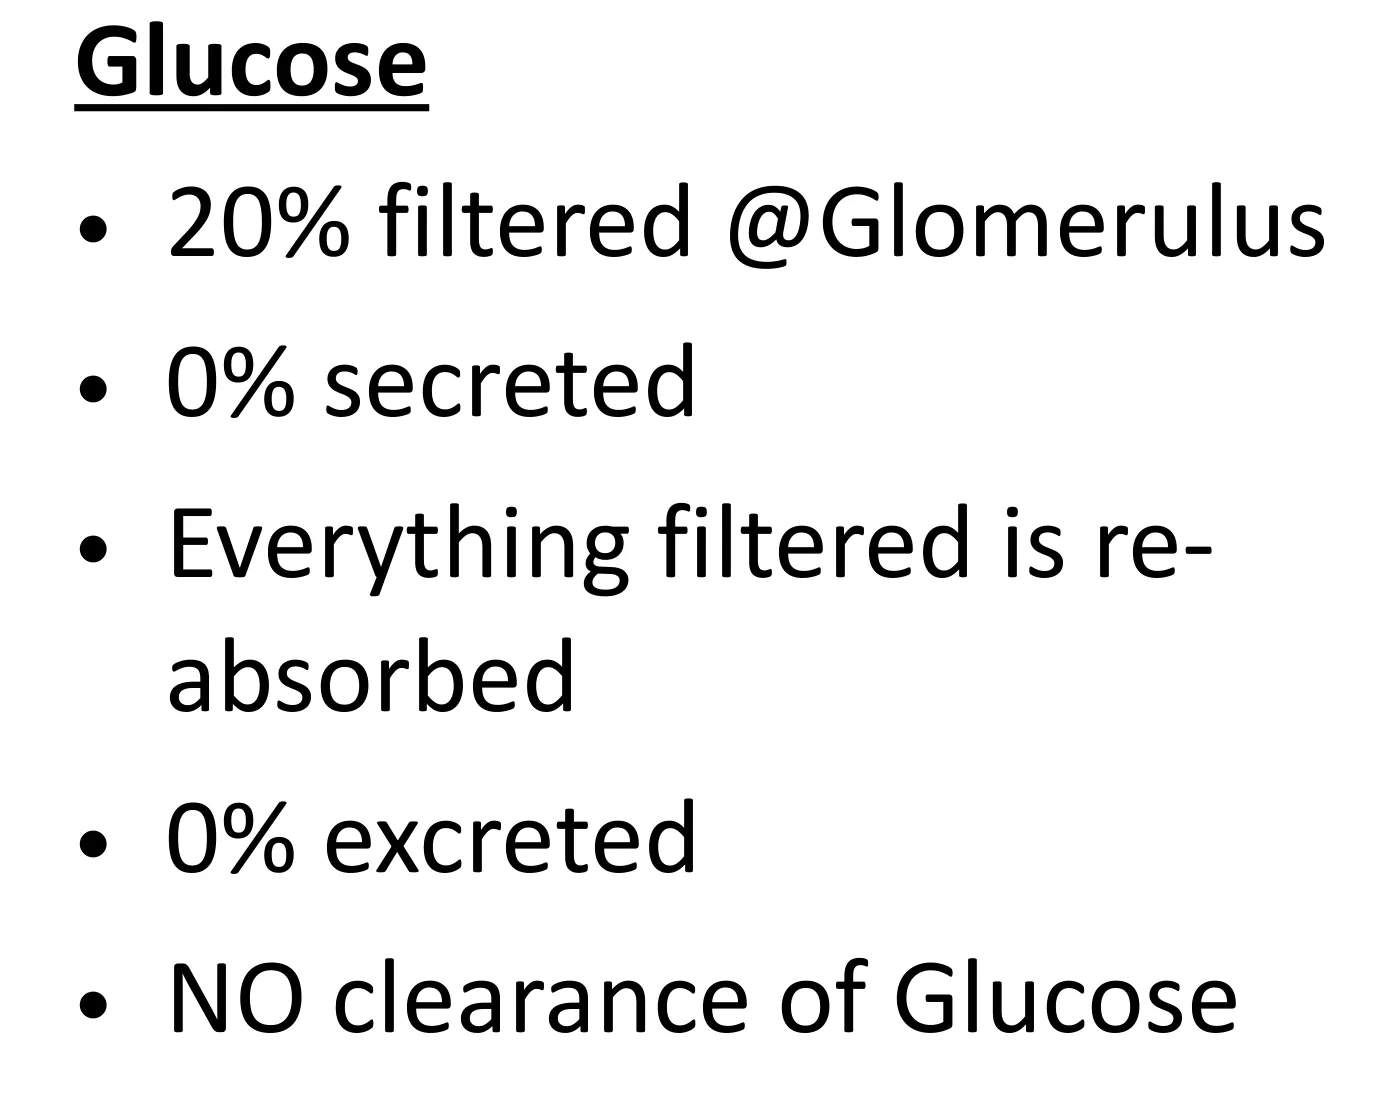 Glucose
• 20% filtered @Glomerulus
• 0% secreted
• Everything filtered is re-
absorbed
• 0% excreted
• NO clearance of Glucose